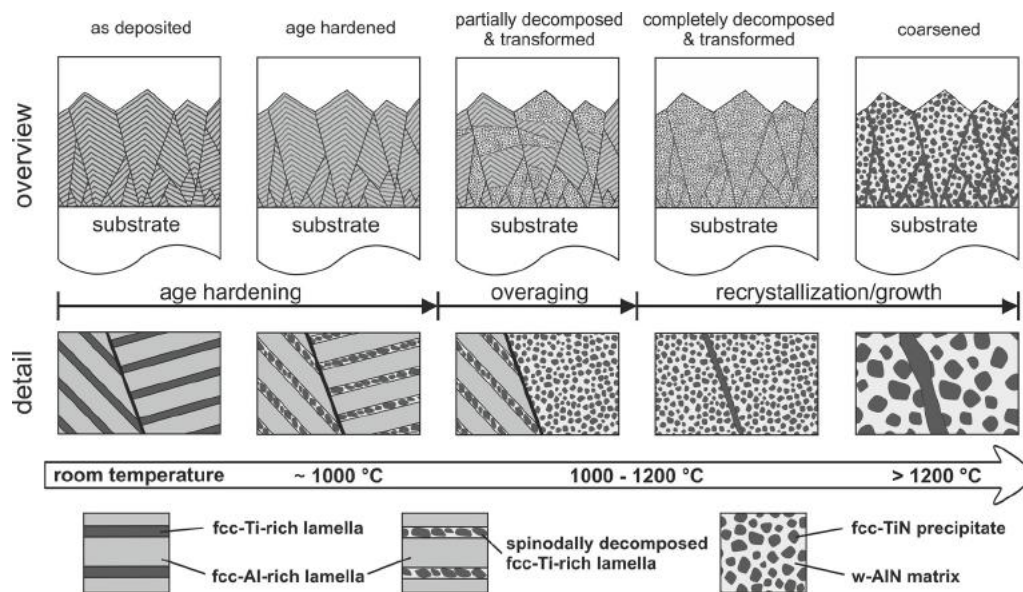 as deposited
age hardened
partially decomposed
& transformed
completely decomposed
& transformed
coarsened
overview
substrate
substrate
substrate
substrate
substrate
age hardening
overaging
recrystallization/growth
detail
room temperature
~ 1000 °C
1000 - 1200 °C
> 1200 °C
fcc-Ti-rich lamella
fcc-Al-rich lamella
spinodally decomposed
fcc-Ti-rich lamella
fcc-TiN precipitate
w-AlN matrix